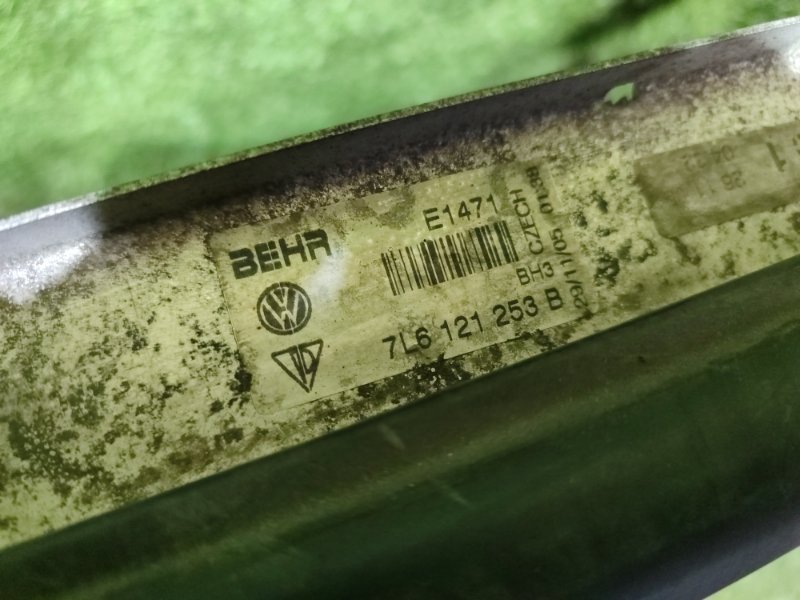 BEHR
E1471
7L6 121 253 B
BH3
CZECH
29/11/05